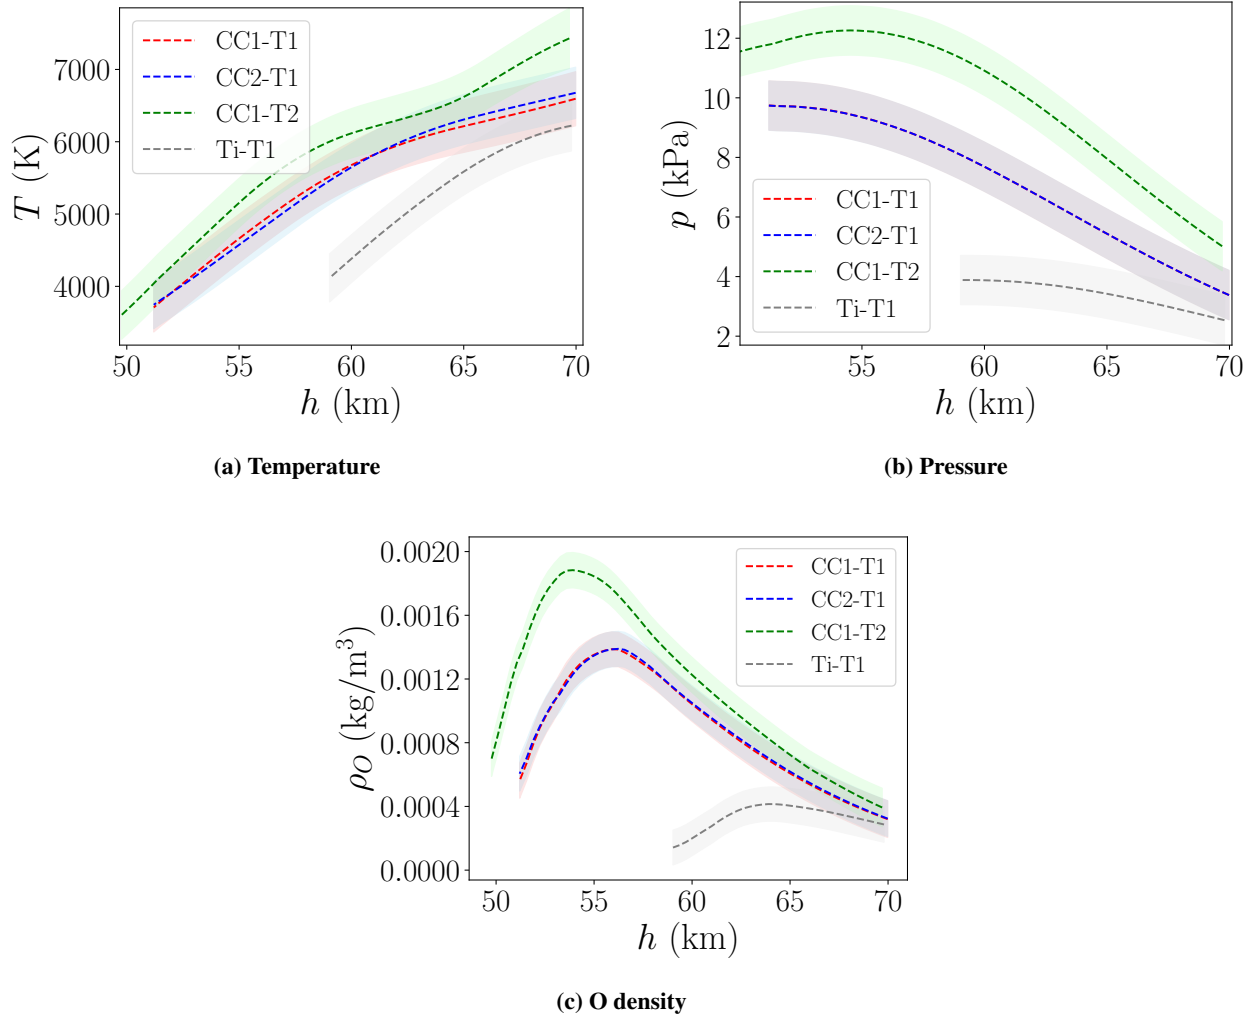 7000
6000
5000
4000
T (K)
CC1-T1
CC2-T1
CC1-T2
Ti-T1
50 55 60 65 70
h (km)
(a) Temperature
12
10
8
6
4
2
p (kPa)
CC1-T1
CC2-T1
CC1-T2
Ti-T1
55 60 65 70
h (km)
(b) Pressure
0.0020
0.0016
0.0012
0.0008
0.0004
0.0000
ρO (kg/m³)
CC1-T1
CC2-T1
CC1-T2
Ti-T1
50 55 60 65 70
h (km)
(c) O density